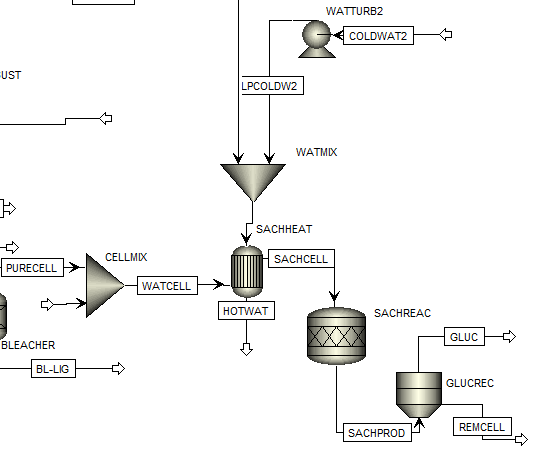 WATTURB2
COLDWAT2
UST
LPCOLDW2
WATMIX
SACHHEAT
CELLMIX
SACHCELL
PURECELL
WATCELL
HOTWAT
SACHREAC
BLEACHER
GLUC
BL-LIG
GLUCREC
REMCELL
SACHPROD